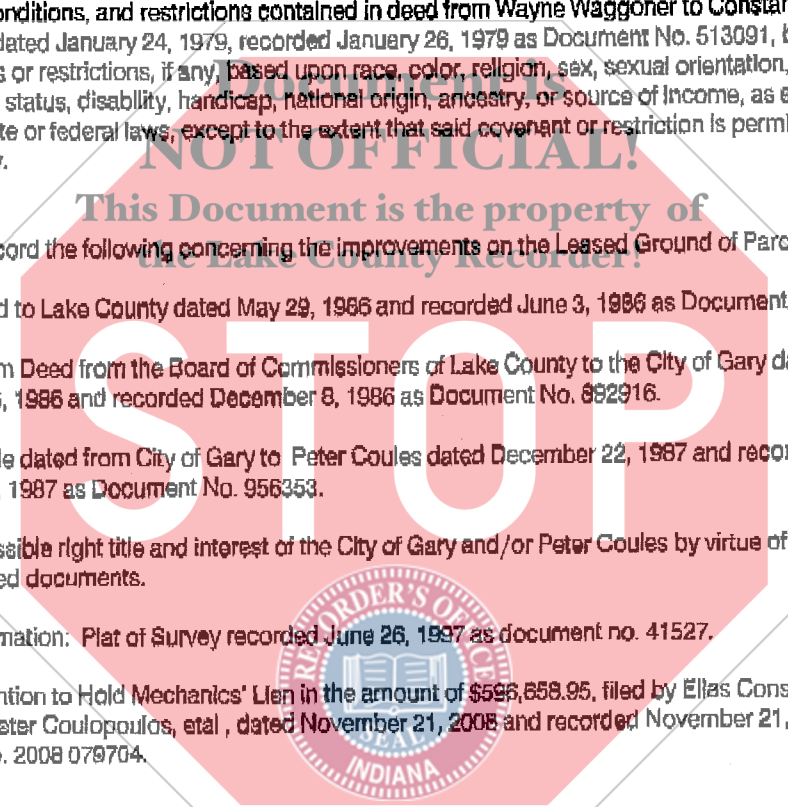 onditions, and restrictions contained in deed from Wayne Waggoner to Constan
dated January 24, 1979, recorded January 26, 1979 as Document No. 513091, b
s or restrictions, if any, based upon race, color, religion, sex, sexual orientation,
status, disability, handicap, national origin, ancestry, or source of income, as
te or federal laws, except to the extent that said covenant or restriction is permi
Document is
NOT OFFICIAL!
This Document is the property of
the Lake County Recorder!
cord the following concerning the improvements on the Leased Ground of Parc
d to Lake County dated May 29, 1986 and recorded June 3, 1986 as Document
m Deed from the Board of Commissioners of Lake County to the City of Gary da
, 1986 and recorded December 8, 1986 as Document No. 892916.
le dated from City of Gary to Peter Coules dated December 22, 1987 and recor
, 1987 as Document No. 956353.
STOP
ssible right title and interest of the City of Gary and/or Peter Coules by virtue of
ed documents.
mation: Plat of Survey recorded June 26, 1997 as document no. 41527.
ntion to Hold Mechanics' Lien in the amount of $596,658.95, filed by Elias Cons
eter Coulopoulos, etal , dated November 21, 2008 and recorded November 21,
. 2008 079704.
RECORDER'S OFFICE
SEAL
INDIANA